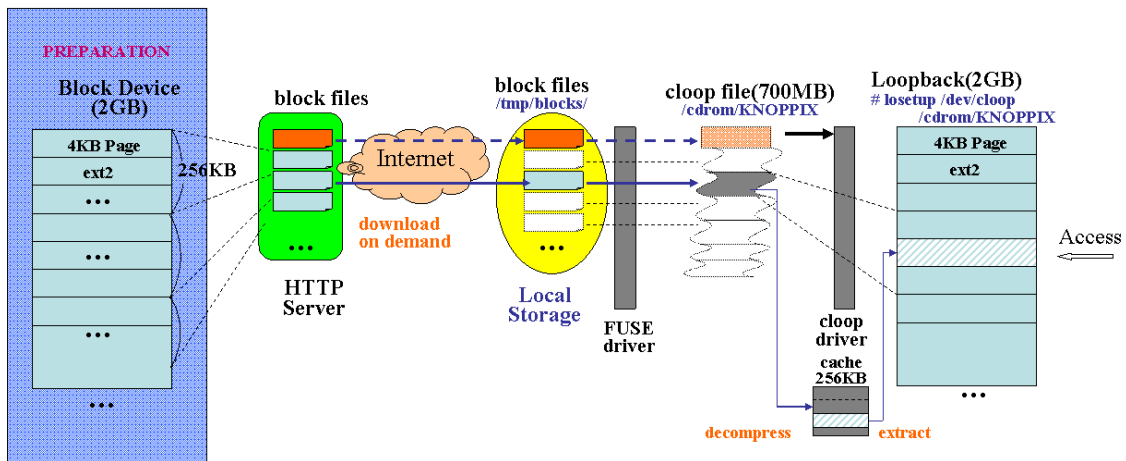 PREPARATION
Block Device
(2GB)
4KB Page
ext2
...
...
...
...
256KB
block files
...
HTTP
Server
Internet
download
on demand
block files
/tmp/blocks/
...
Local
Storage
FUSE
driver
cloop file(700MB)
/cdrom/KNOPPIX
cloop
driver
cache
256KB
decompress
extract
Loopback(2GB)
# losetup /dev/cloop
/cdrom/KNOPPIX
4KB Page
ext2
...
Access